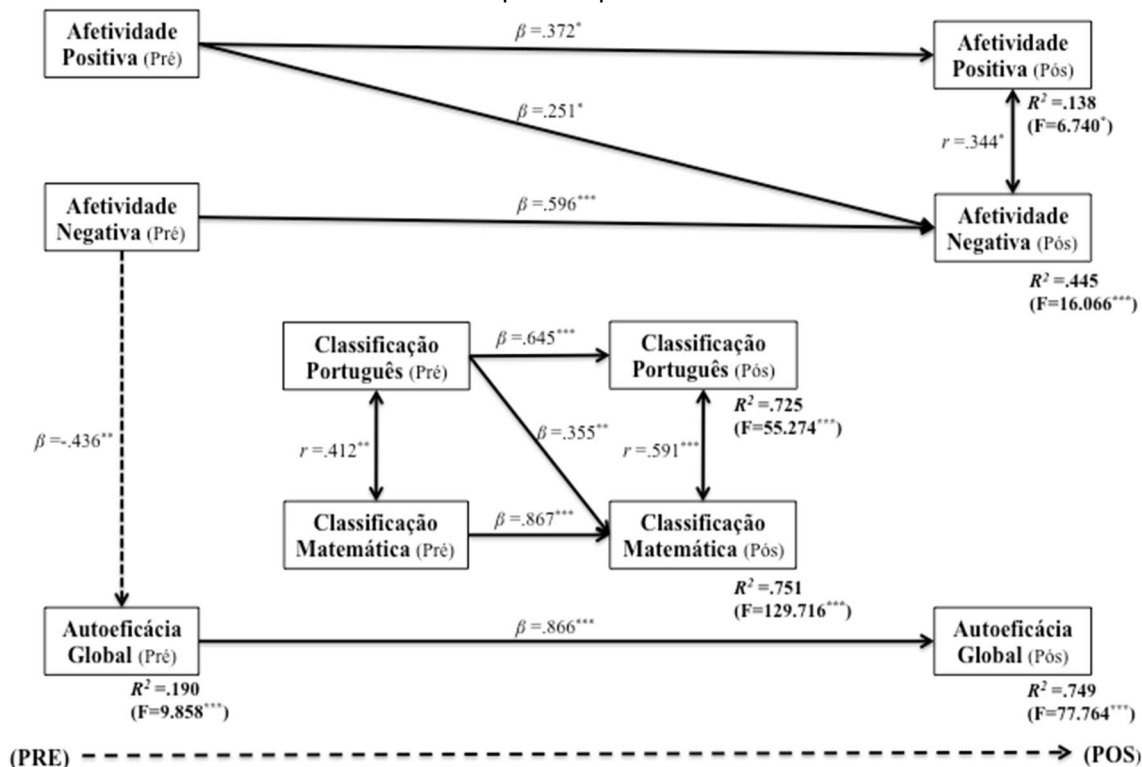 Afetividade
Positiva (Pré)
β =.372*
Afetividade
Positiva (Pós)
R² =.138
(F=6.740*)
β =.251*
r =.344*
Afetividade
Negativa (Pré)
β =.596***
Afetividade
Negativa (Pós)
R² =.445
(F=16.066***)
Classificação
Português (Pré)
β =.645***
Classificação
Português (Pós)
R² =.725
(F=55.274***)
β =-.436**
r =.412**
β =.355**
r =.591***
Classificação
Matemática (Pré)
β =.867***
Classificação
Matemática (Pós)
R² =.751
(F=129.716***)
Autoeficácia
Global (Pré)
R² =.190
(F=9.858***)
β =.866***
Autoeficácia
Global (Pós)
R² =.749
(F=77.764***)
(PRE)
(POS)